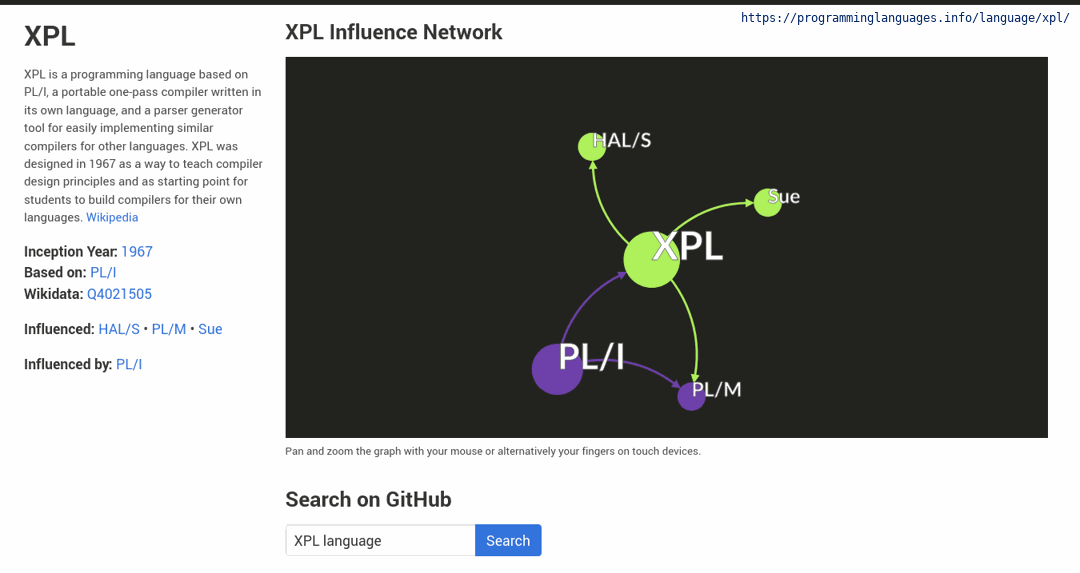 https://programminglanguages.info/language/xpl/
XPL
XPL is a programming language based on
PL/I, a portable one-pass compiler written in
its own language, and a parser generator
tool for easily implementing similar
compilers for other languages. XPL was
designed in 1967 as a way to teach compiler
design principles and as starting point for
students to build compilers for their own
languages. Wikipedia
Inception Year: 1967
Based on: PL/I
Wikidata: Q4021505
Influenced: HAL/S • PL/M • Sue
Influenced by: PL/I
XPL Influence Network
HAL/S
Sue
XPL
PL/I
PL/M
Pan and zoom the graph with your mouse or alternatively your fingers on touch devices.
Search on GitHub
XPL language
Search